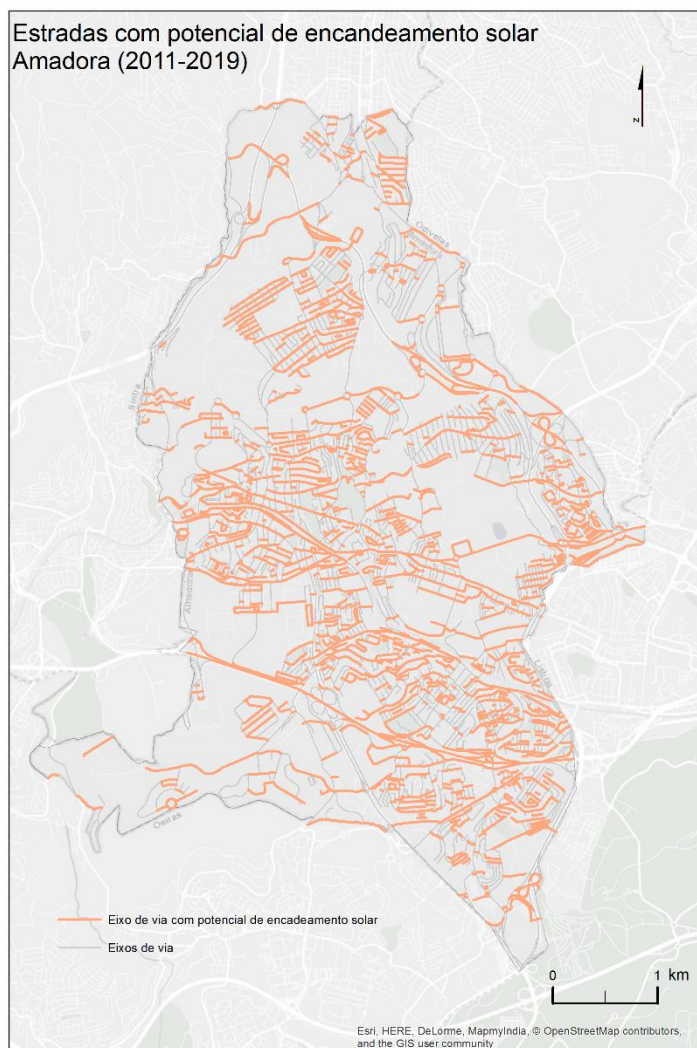 Estradas com potencial de encandeamento solar
Amadora (2011-2019)
N
Odivelas
Amadora
Sintra
Amadora
Lisboa
Oeiras
Eixo de via com potencial de encadeamento solar
Eixos de via
0
1
km
Esri, HERE, DeLorme, MapmyIndia, © OpenStreetMap contributors,
and the GIS user community